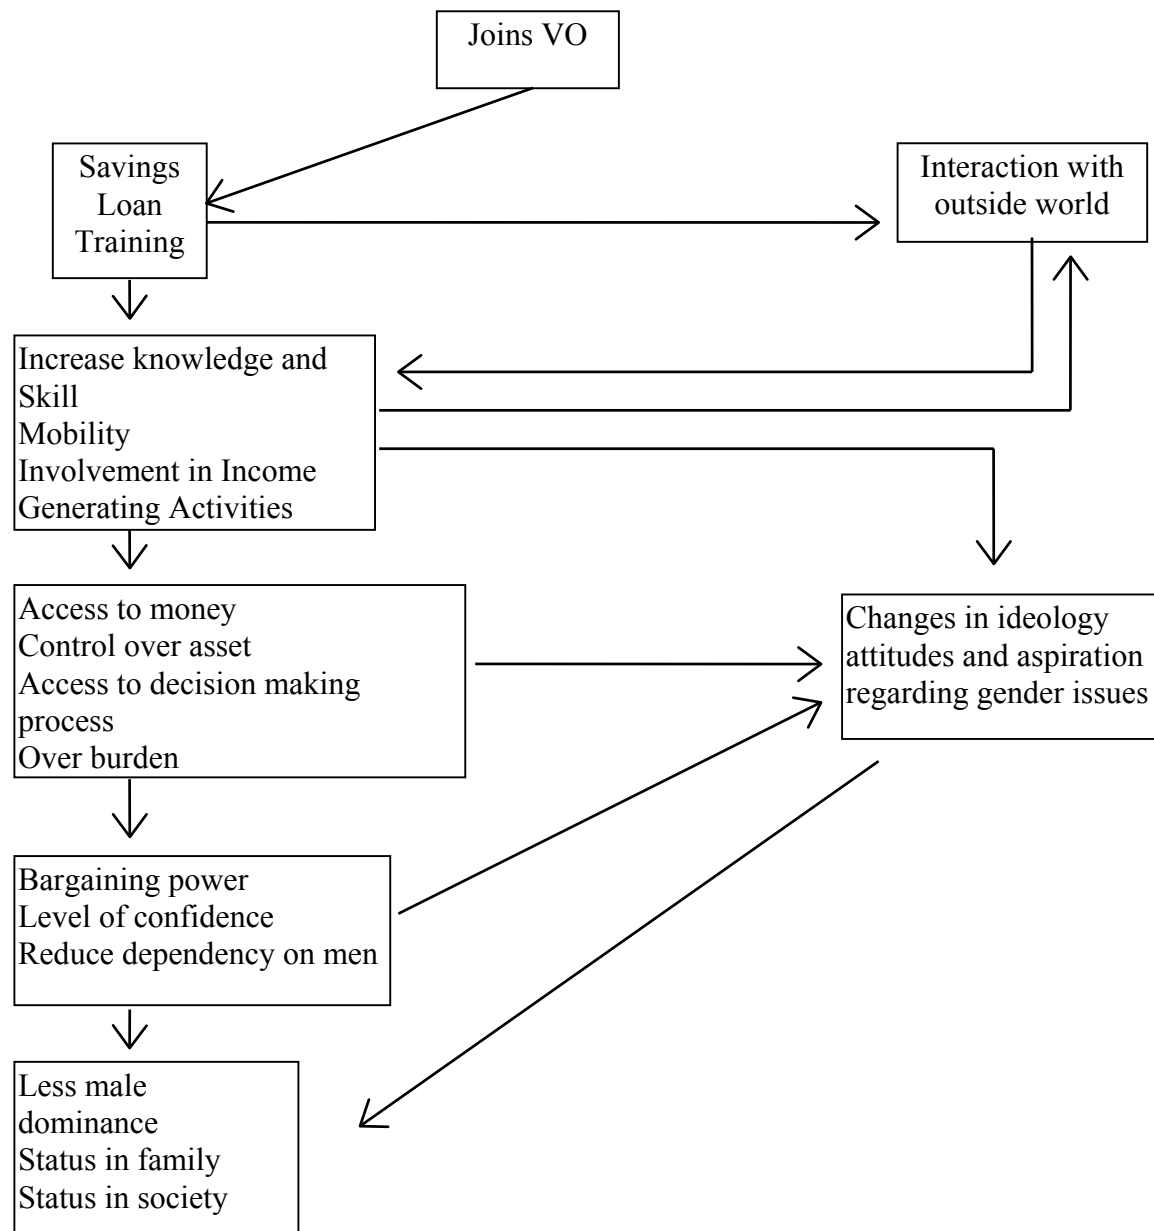 Joins VO
Savings
Loan
Training
Interaction with
outside world
Increase knowledge and
Skill
Mobility
Involvement in Income
Generating Activities
Access to money
Control over asset
Access to decision making
process
Over burden
Changes in ideology
attitudes and aspiration
regarding gender issues
Bargaining power
Level of confidence
Reduce dependency on men
Less male
dominance
Status in family
Status in society